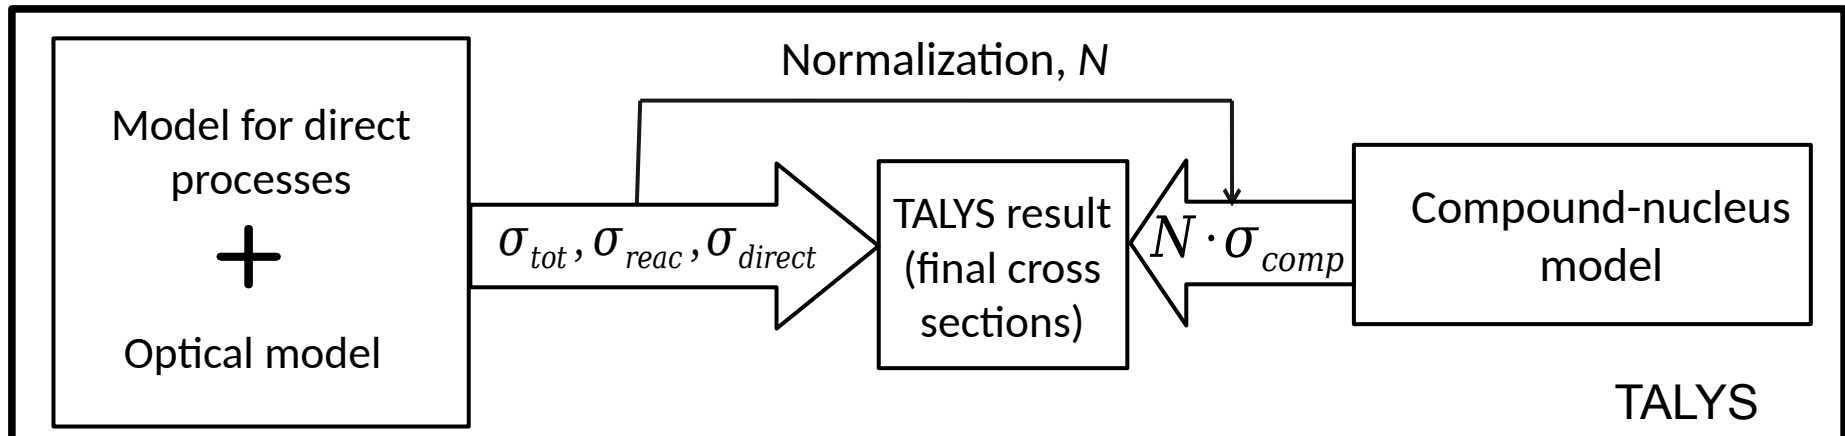 Normalization, N
Model for direct
processes
+
Optical model
σ_tot, σ_reac, σ_direct
TALYS result
(final cross
sections)
N · σ_comp
Compound-nucleus
model
TALYS